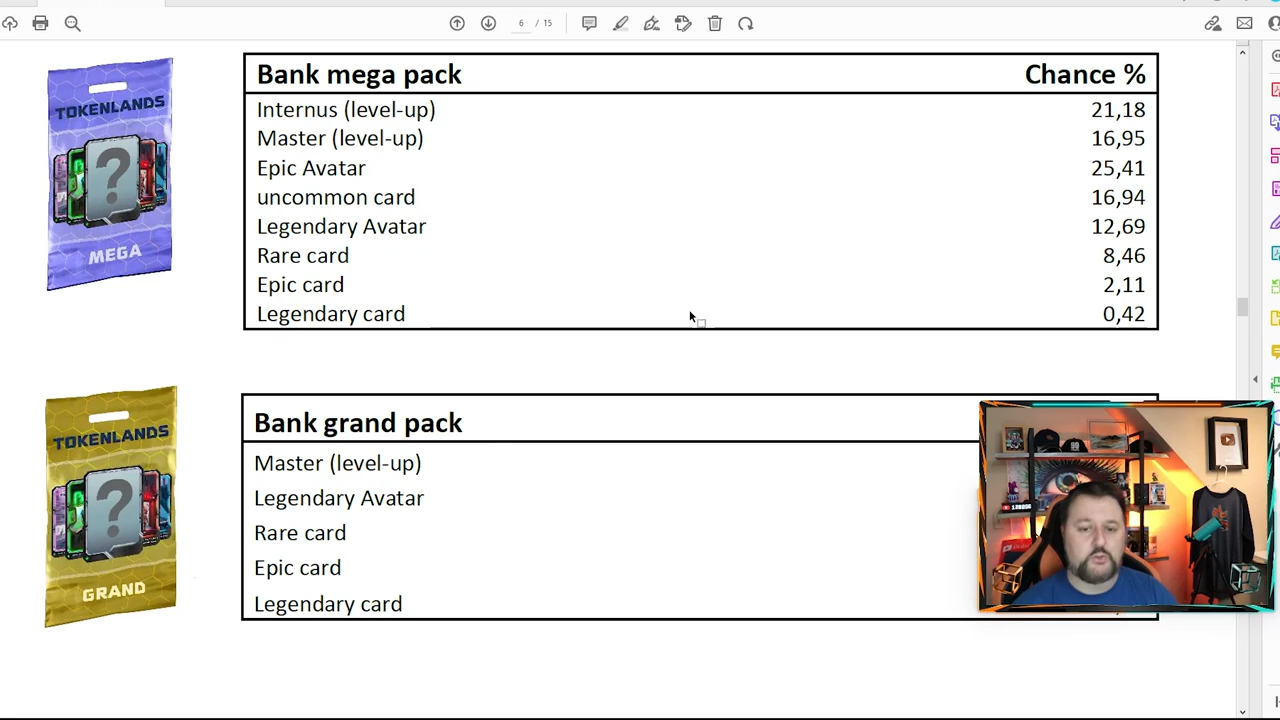 6 / 15
TOKENLANDS
MEGA
Bank mega pack Chance %
Internus (level-up) 21,18
Master (level-up) 16,95
Epic Avatar 25,41
uncommon card 16,94
Legendary Avatar 12,69
Rare card 8,46
Epic card 2,11
Legendary card 0,42
TOKENLANDS
GRAND
Bank grand pack
Master (level-up)
Legendary Avatar
Rare card
Epic card
Legendary card